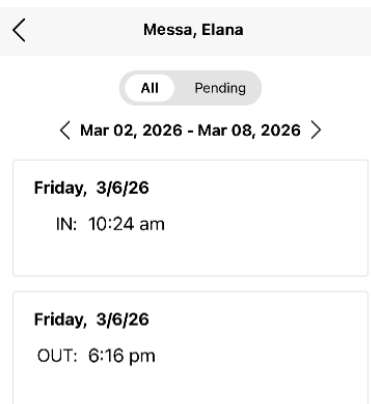 Messa, Elana
All Pending
Mar 02, 2026 - Mar 08, 2026
Friday, 3/6/26
IN: 10:24 am
Friday, 3/6/26
OUT: 6:16 pm